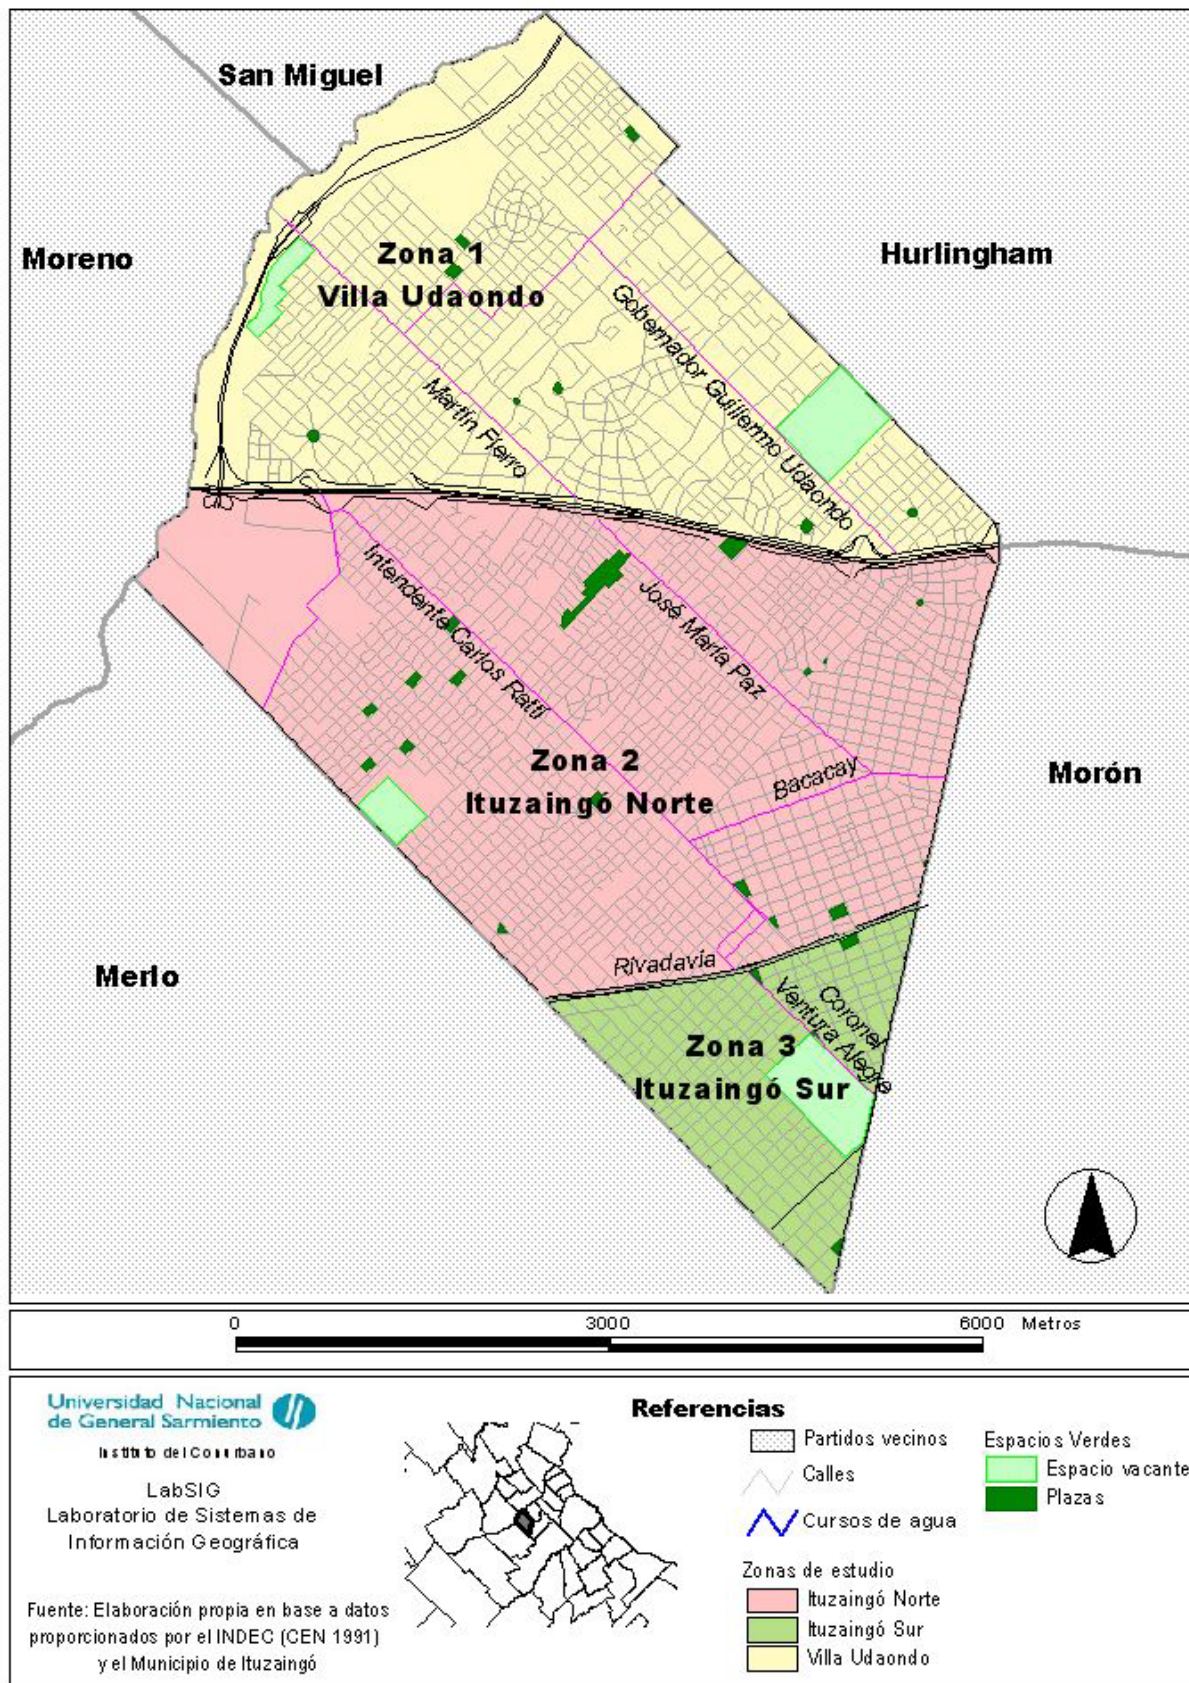 San Miguel
Moreno
Hurlingham
Zona 1
Villa Udaondo
Gobernador Guillermo Udaondo
Martín Fierro
Intendente Carlos Ratti
José María Paz
Zona 2
Ituzaingó Norte
Bacacay
Morón
Merlo
Rivadavia
Coronel
Ventura Alegre
Zona 3
Ituzaingó Sur
0
3000
6000 Metros
Universidad Nacional
de General Sarmiento
Instituto del Conurbano
LabSIG
Laboratorio de Sistemas de
Información Geográfica
Fuente: Elaboración propia en base a datos
proporcionados por el INDEC (CEN 1991)
y el Municipio de Ituzaingó
Referencias
Partidos vecinos
Calles
Cursos de agua
Espacios Verdes
Espacio vacante
Plazas
Zonas de estudio
Ituzaingó Norte
Ituzaingó Sur
Villa Udaondo